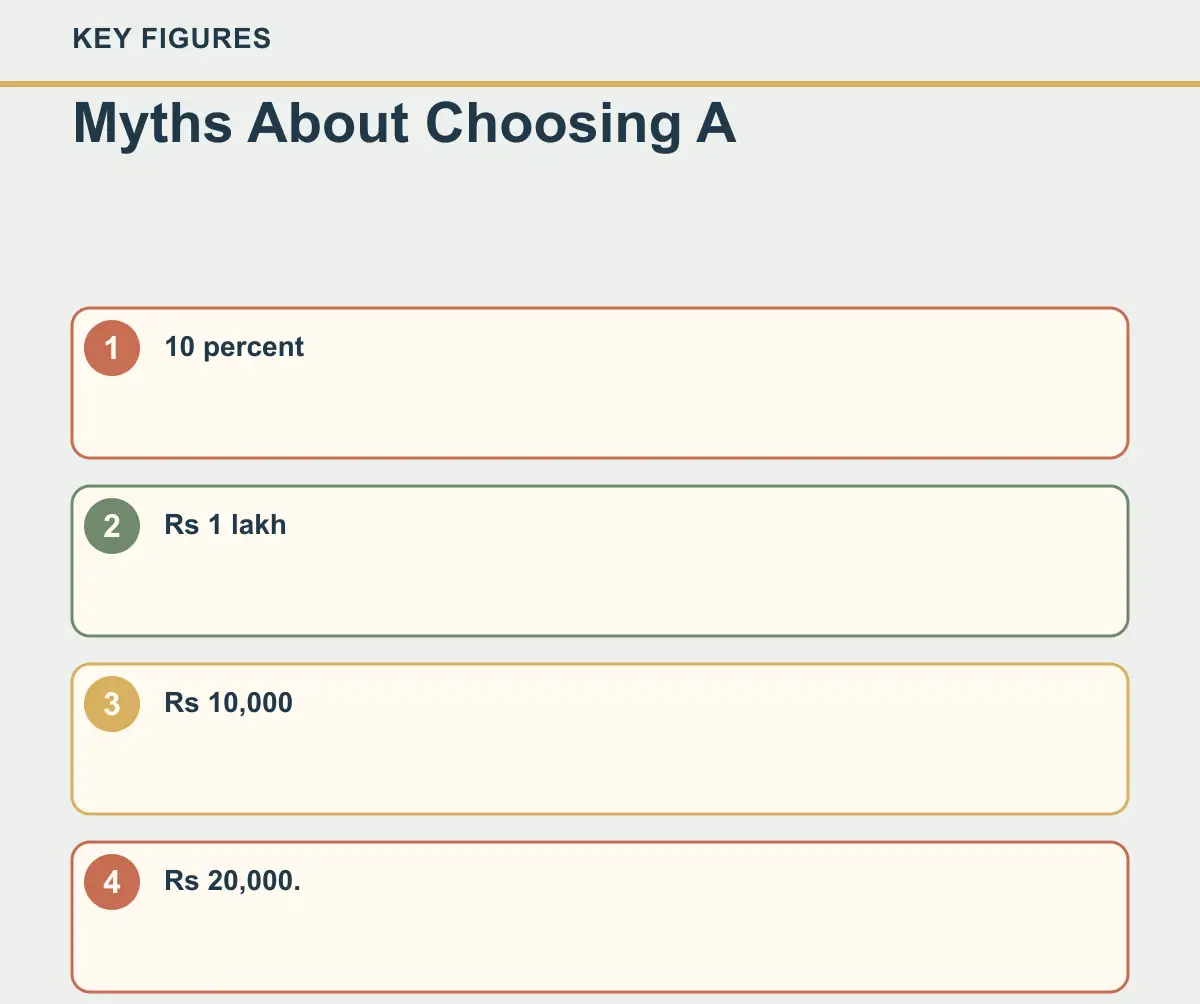 KEY FIGURES
Myths About Choosing A
1 10 percent
2 Rs 1 lakh
3 Rs 10,000
4 Rs 20,000.